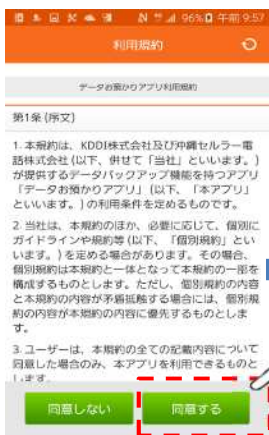 96% 午前 9:57
利用規約
データお預かりアプリ利用規約
第1条 (序文)
1. 本規約は、KDDI株式会社及び沖縄セルラー電
話株式会社 (以下、併せて「当社」といいます。)
が提供するデータバックアップ機能を持つアプリ
「データお預かりアプリ」(以下、「本アプリ」
といいます。) の利用条件を定めるものです。
2. 当社は、本規約のほか、必要に応じて、個別に
ガイドラインや規約等 (以下、「個別規約」とい
います。) を定める場合があります。その場合、
個別規約は本規約と一体となって本規約の一部を
構成するものとします。ただし、個別規約の内容
と本規約の内容が矛盾抵触する場合には、個別規
約の内容が本規約の内容に優先するものとしま
す。
3. ユーザーは、本規約の全ての記載内容について
同意した場合のみ、本アプリを利用できるものと
します。
同意しない
同意する